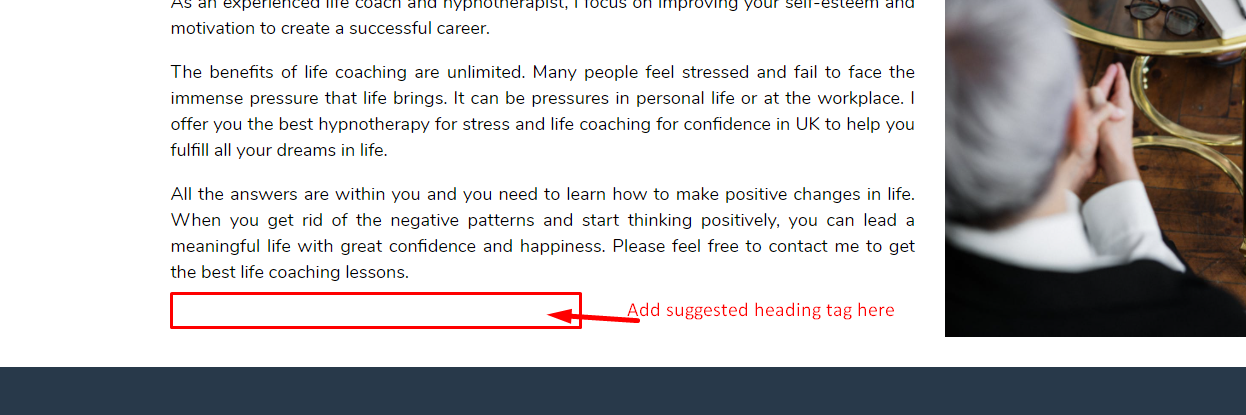 As an experienced life coach and hypnotherapist, I focus on improving your self-esteem and
motivation to create a successful career.
The benefits of life coaching are unlimited. Many people feel stressed and fail to face the
immense pressure that life brings. It can be pressures in personal life or at the workplace. I
offer you the best hypnotherapy for stress and life coaching for confidence in UK to help you
fulfill all your dreams in life.
All the answers are within you and you need to learn how to make positive changes in life.
When you get rid of the negative patterns and start thinking positively, you can lead a
meaningful life with great confidence and happiness. Please feel free to contact me to get
the best life coaching lessons.
Add suggested heading tag here